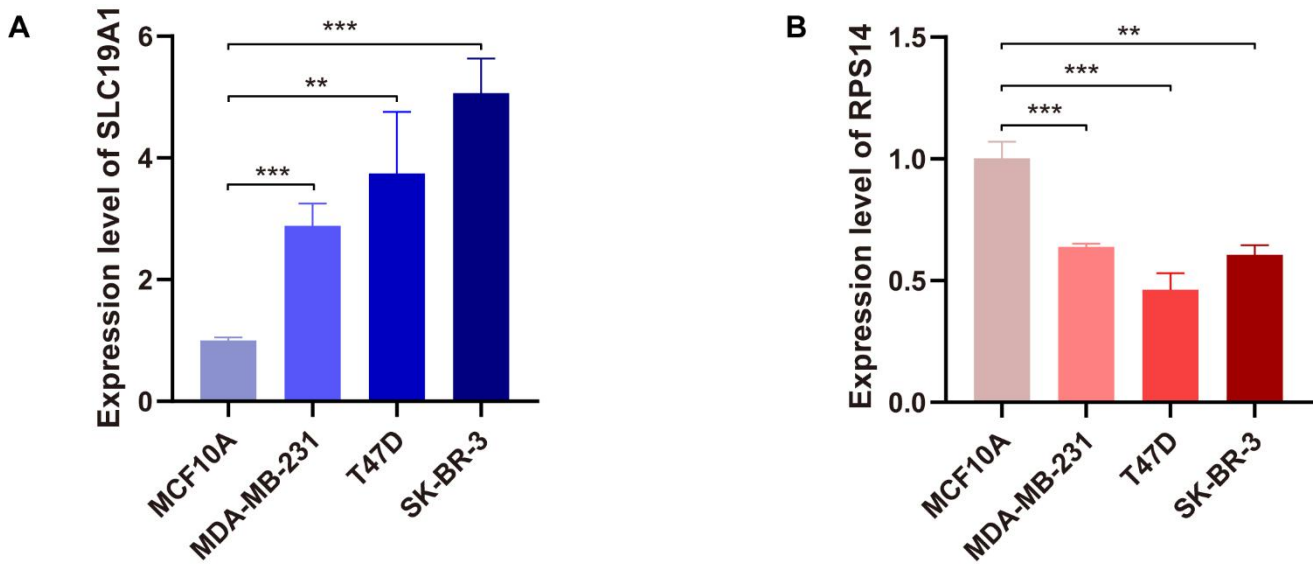 A
Expression level of SLC19A1
6
4
2
0
***
**
***
MCF10A
MDA-MB-231
T47D
SK-BR-3
B
Expression level of RPS14
1.5
1.0
0.5
0.0
**
***
***
MCF10A
MDA-MB-231
T47D
SK-BR-3